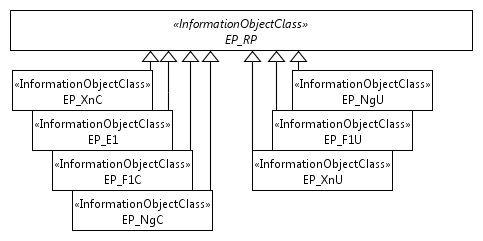 «InformationObjectClass»
EP_RP
«InformationObjectClass»
EP_XnC
«InformationObjectClass»
EP_E1
«InformationObjectClass»
EP_F1C
«InformationObjectClass»
EP_NgC
«InformationObjectClass»
EP_NgU
«InformationObjectClass»
EP_F1U
«InformationObjectClass»
EP_XnU